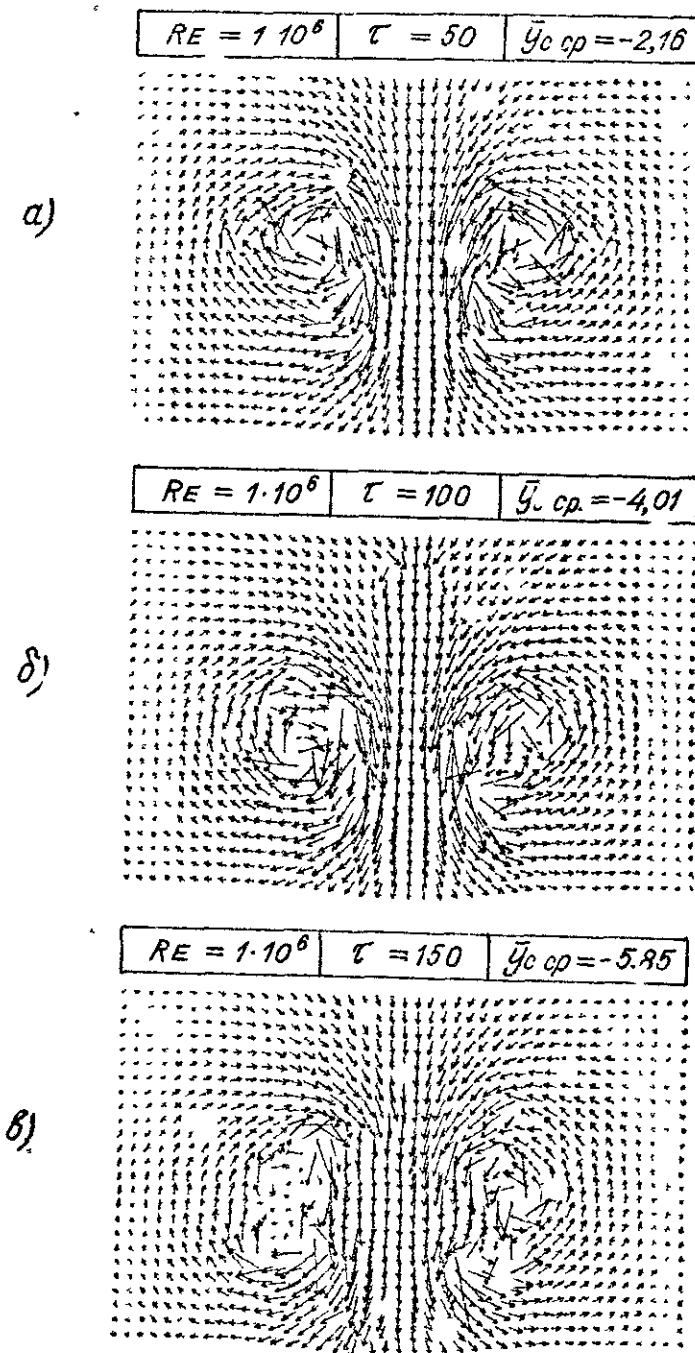 RE = 1 10⁶ τ = 50 ȳc cp = -2,16
а)
RE = 1·10⁶ τ = 100 ȳc cp. = -4,01
б)
RE = 1·10⁶ τ = 150 ȳc cp = -5.85
в)